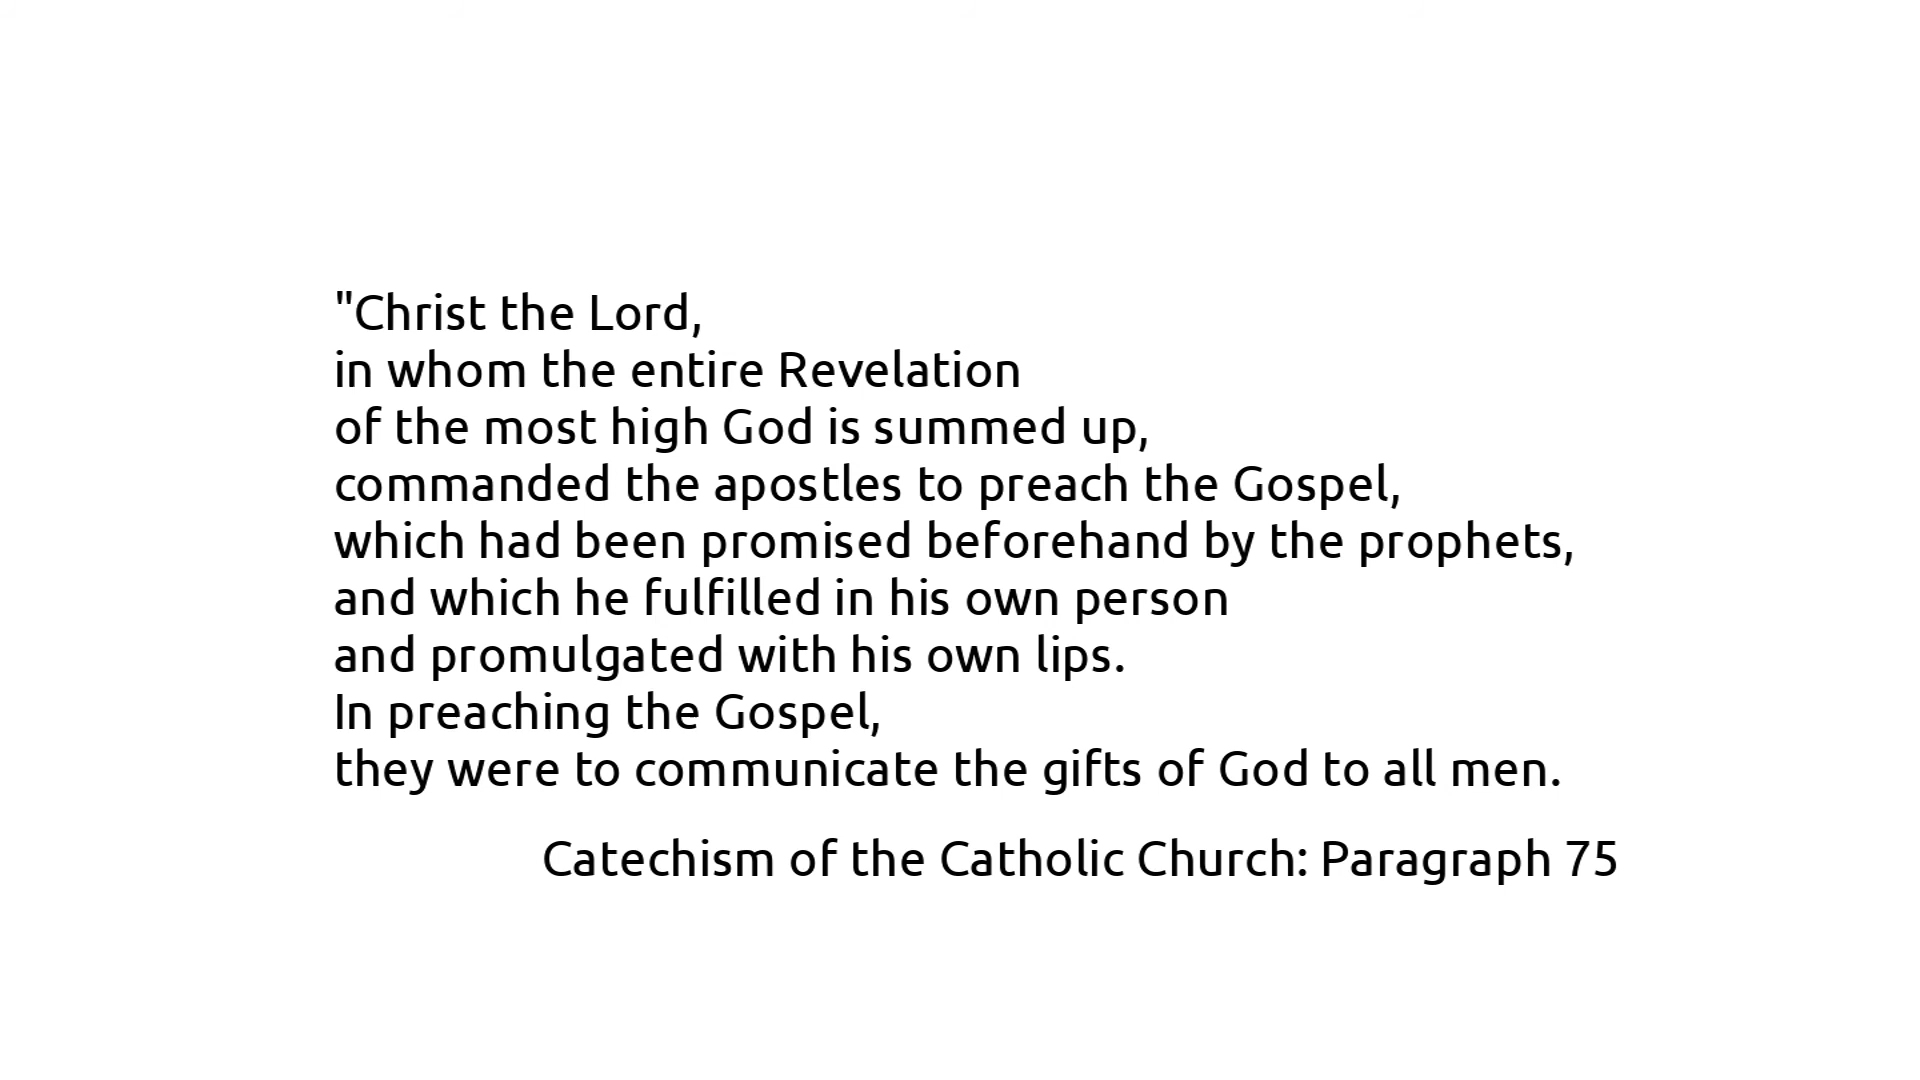 "Christ the Lord,
in whom the entire Revelation
of the most high God is summed up,
commanded the apostles to preach the Gospel,
which had been promised beforehand by the prophets,
and which he fulfilled in his own person
and promulgated with his own lips.
In preaching the Gospel,
they were to communicate the gifts of God to all men.
Catechism of the Catholic Church: Paragraph 75